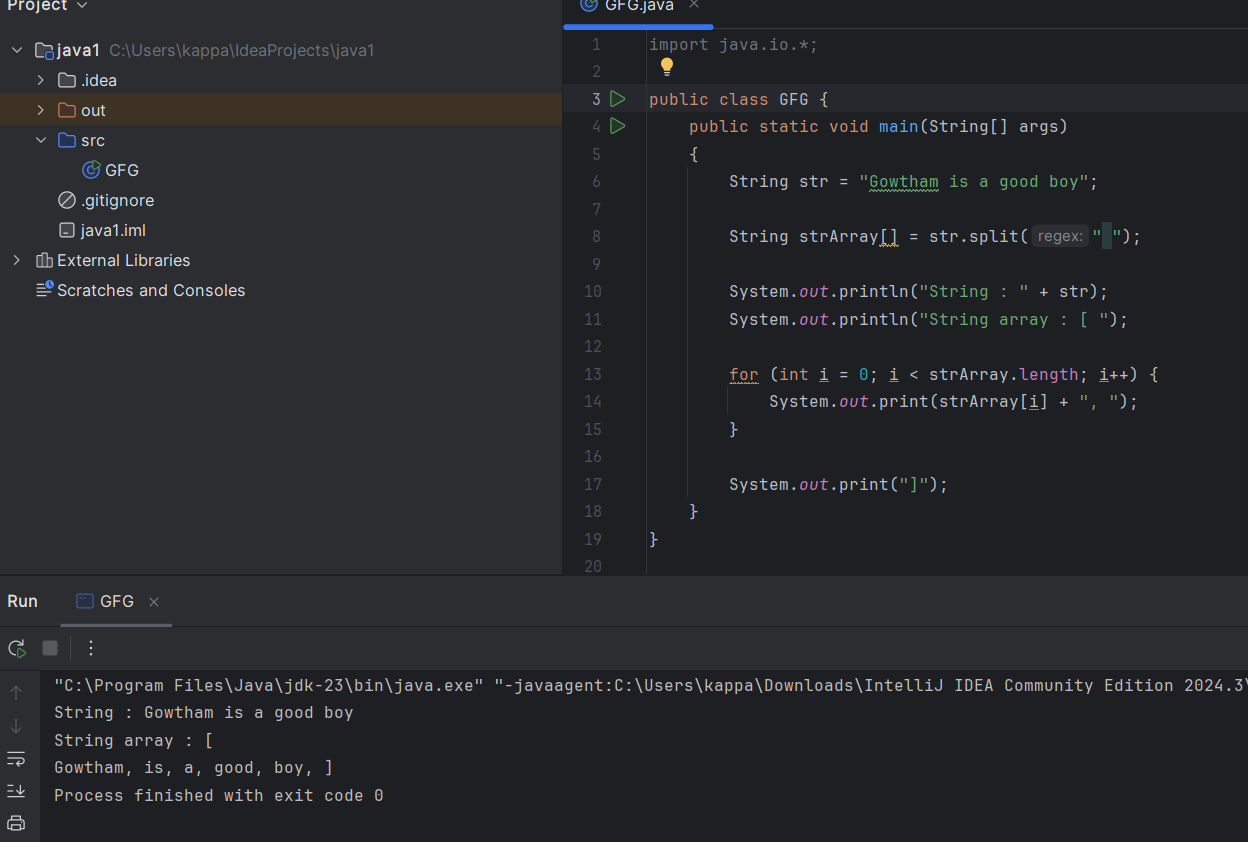 Project
java1 C:\Users\kappa\IdeaProjects\java1
.idea
out
src
GFG
.gitignore
java1.iml
External Libraries
Scratches and Consoles
GFG.java
1 import java.io.*;
2
3 public class GFG {
4 public static void main(String[] args)
5 {
6 String str = "Gowtham is a good boy";
7
8 String strArray[] = str.split( regex: " ");
9
10 System.out.println("String : " + str);
11 System.out.println("String array : [ ");
12
13 for (int i = 0; i < strArray.length; i++) {
14 System.out.print(strArray[i] + ", ");
15 }
16
17 System.out.print("]");
18 }
19 }
20
Run GFG
"C:\Program Files\Java\jdk-23\bin\java.exe" "-javaagent:C:\Users\kappa\Downloads\IntelliJ IDEA Community Edition 2024.3\
String : Gowtham is a good boy
String array : [
Gowtham, is, a, good, boy, ]
Process finished with exit code 0